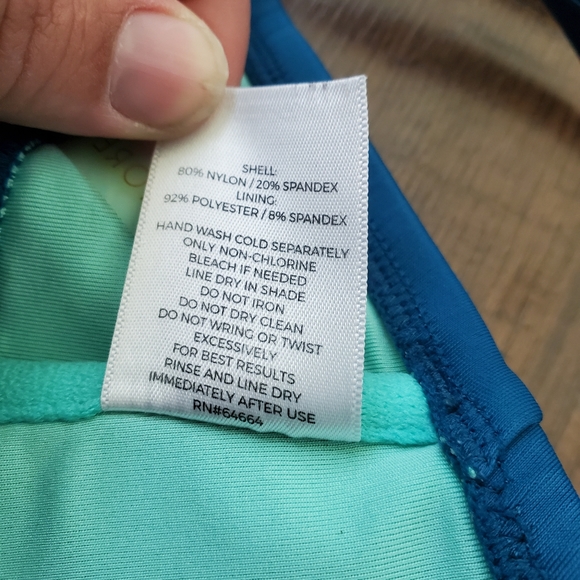 SHELL:
80% NYLON / 20% SPANDEX
LINING:
92% POLYESTER / 8% SPANDEX
HAND WASH COLD SEPARATELY
ONLY NON-CHLORINE
BLEACH IF NEEDED
LINE DRY IN SHADE
DO NOT IRON
DO NOT DRY CLEAN
DO NOT WRING OR TWIST
EXCESSIVELY
FOR BEST RESULTS
RINSE AND LINE DRY
IMMEDIATELY AFTER USE
RN#64664